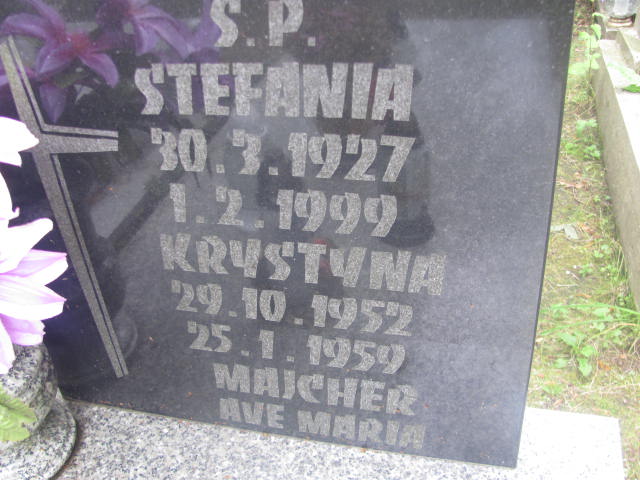 Ś.P.
STEFANIA
30.3.1927
1.2.1999
KRYSTYNA
29.10.1952
25.1.1959
MAJCHER
AVE MARIA